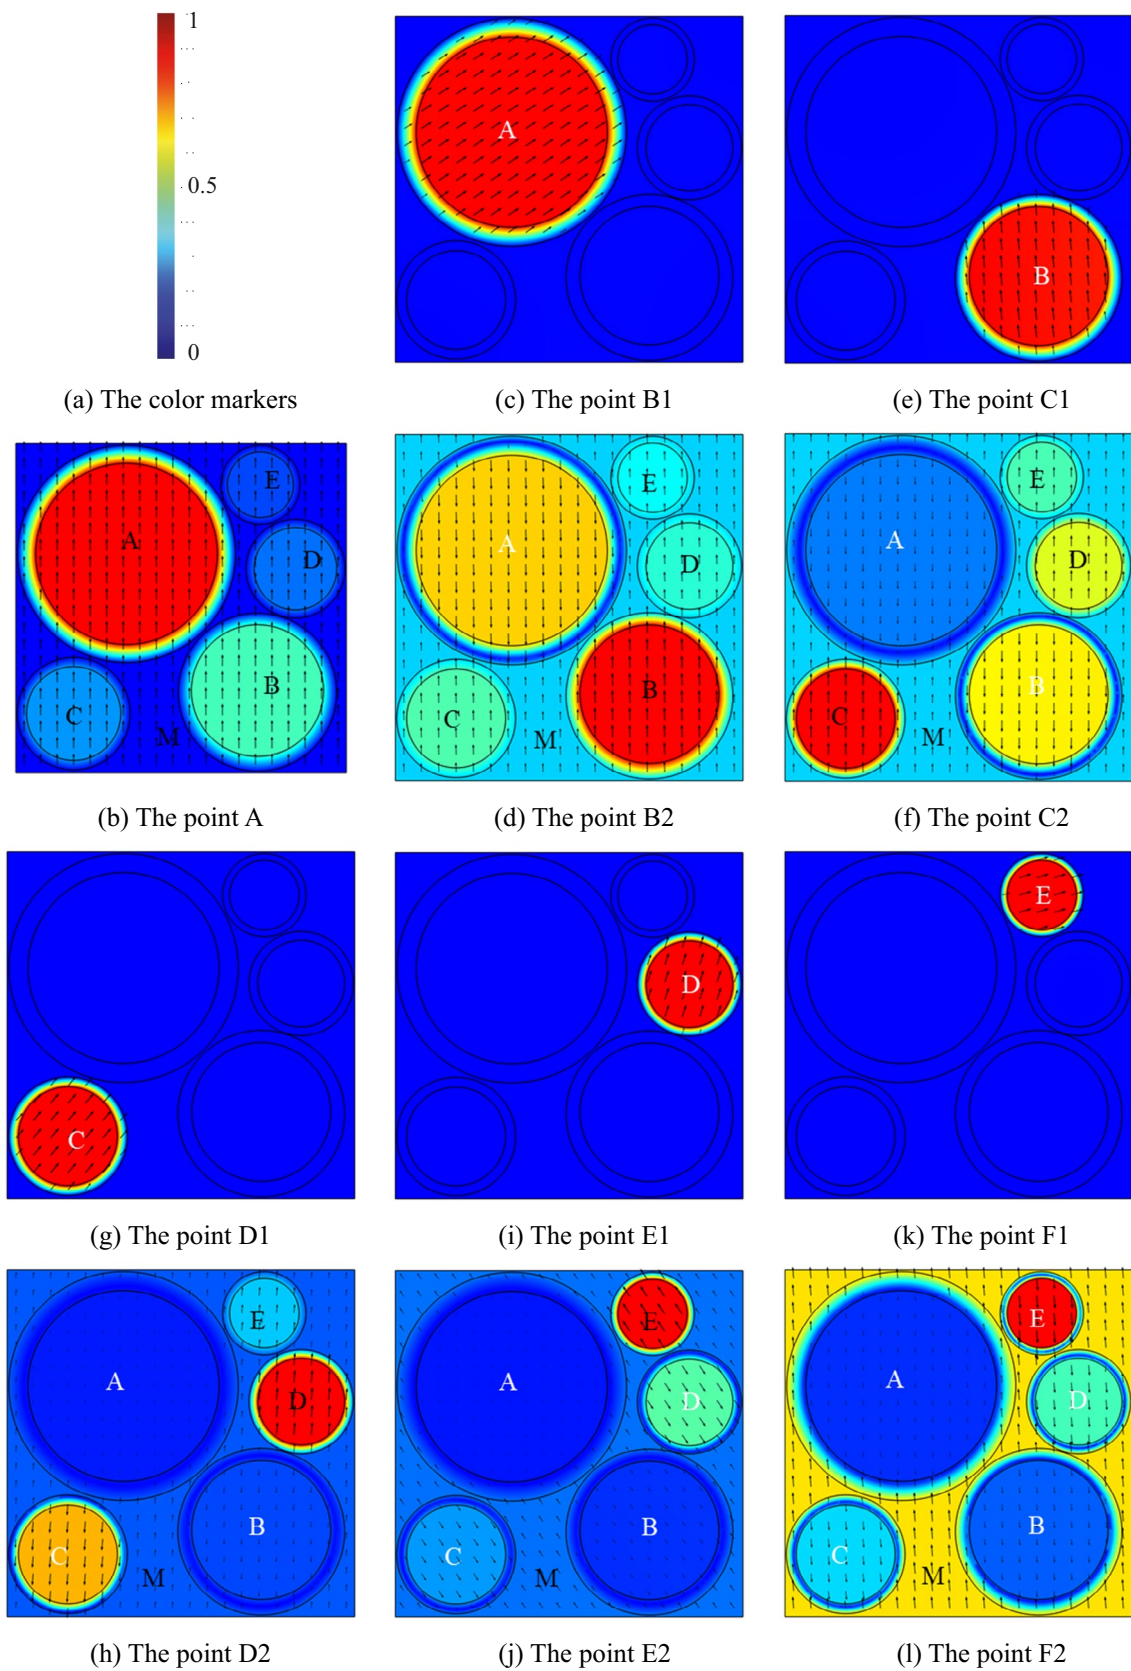 1
0.5
0
A
B
(a) The color markers
(c) The point B1
(e) The point C1
A
E
D
B
C
M
A
E
D
B
C
M
A
E
D
B
C
M
(b) The point A
(d) The point B2
(f) The point C2
C
D
E
(g) The point D1
(i) The point E1
(k) The point F1
A
E
D
B
C
M
A
E
D
B
C
M
A
E
D
B
C
M
(h) The point D2
(j) The point E2
(l) The point F2